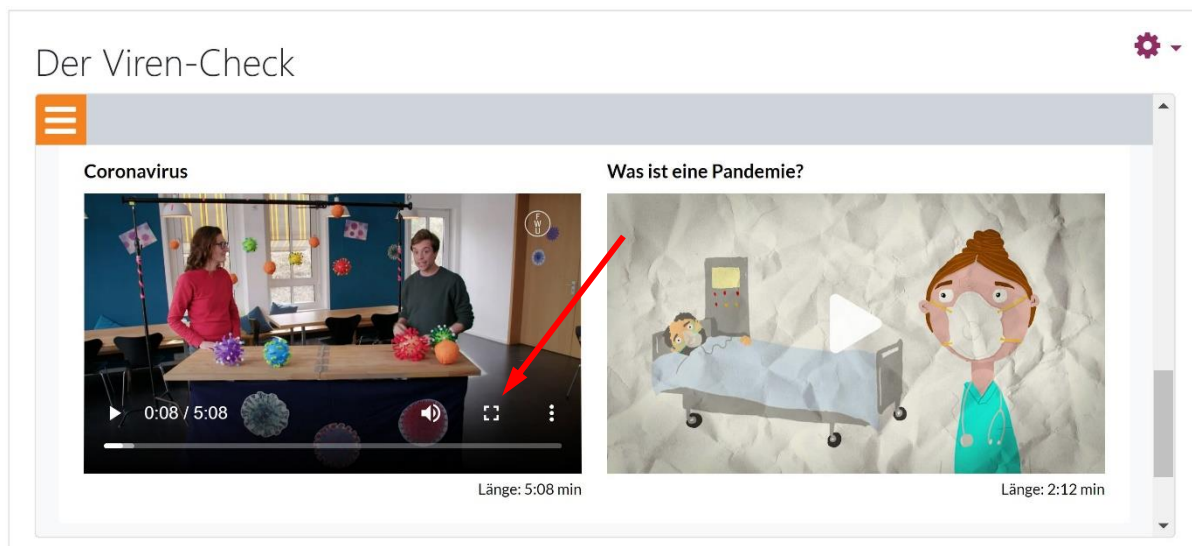 Der Viren-Check
Coronavirus
FWU
0:08 / 5:08
Länge: 5:08 min
Was ist eine Pandemie?
Länge: 2:12 min